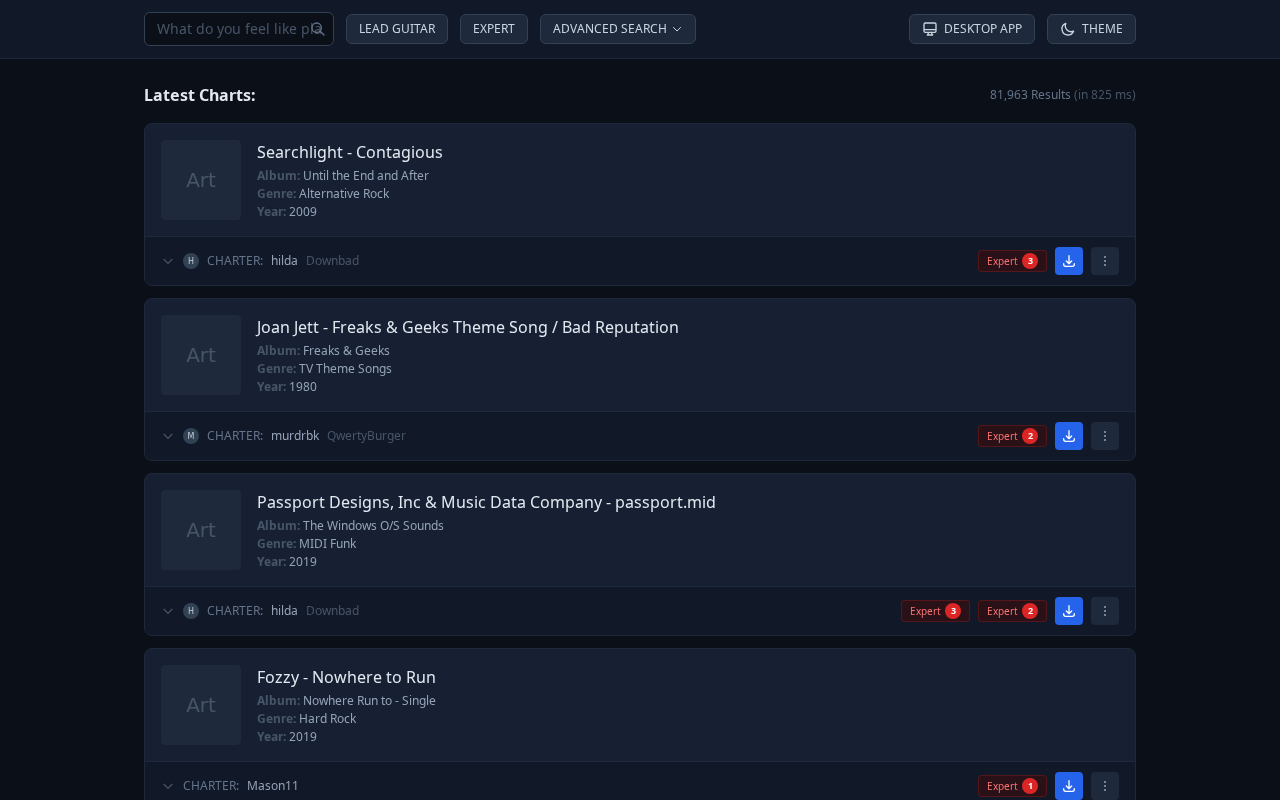 What do you feel like pla
LEAD GUITAR
EXPERT
ADVANCED SEARCH
DESKTOP APP
THEME
Latest Charts:
81,963 Results (in 825 ms)
Art
Searchlight - Contagious
Album: Until the End and After
Genre: Alternative Rock
Year: 2009
H CHARTER: hilda Downbad
Expert 3
Art
Joan Jett - Freaks & Geeks Theme Song / Bad Reputation
Album: Freaks & Geeks
Genre: TV Theme Songs
Year: 1980
M CHARTER: murdrbk QwertyBurger
Expert 2
Art
Passport Designs, Inc & Music Data Company - passport.mid
Album: The Windows O/S Sounds
Genre: MIDI Funk
Year: 2019
H CHARTER: hilda Downbad
Expert 3 Expert 2
Art
Fozzy - Nowhere to Run
Album: Nowhere Run to - Single
Genre: Hard Rock
Year: 2019
CHARTER: Mason11
Expert 1